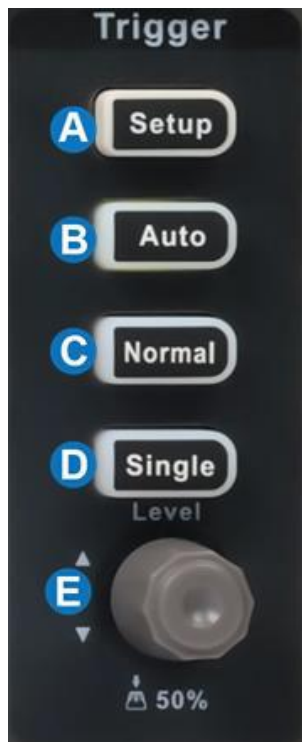 Trigger
A Setup
B Auto
C Normal
D Single
Level
E
50%